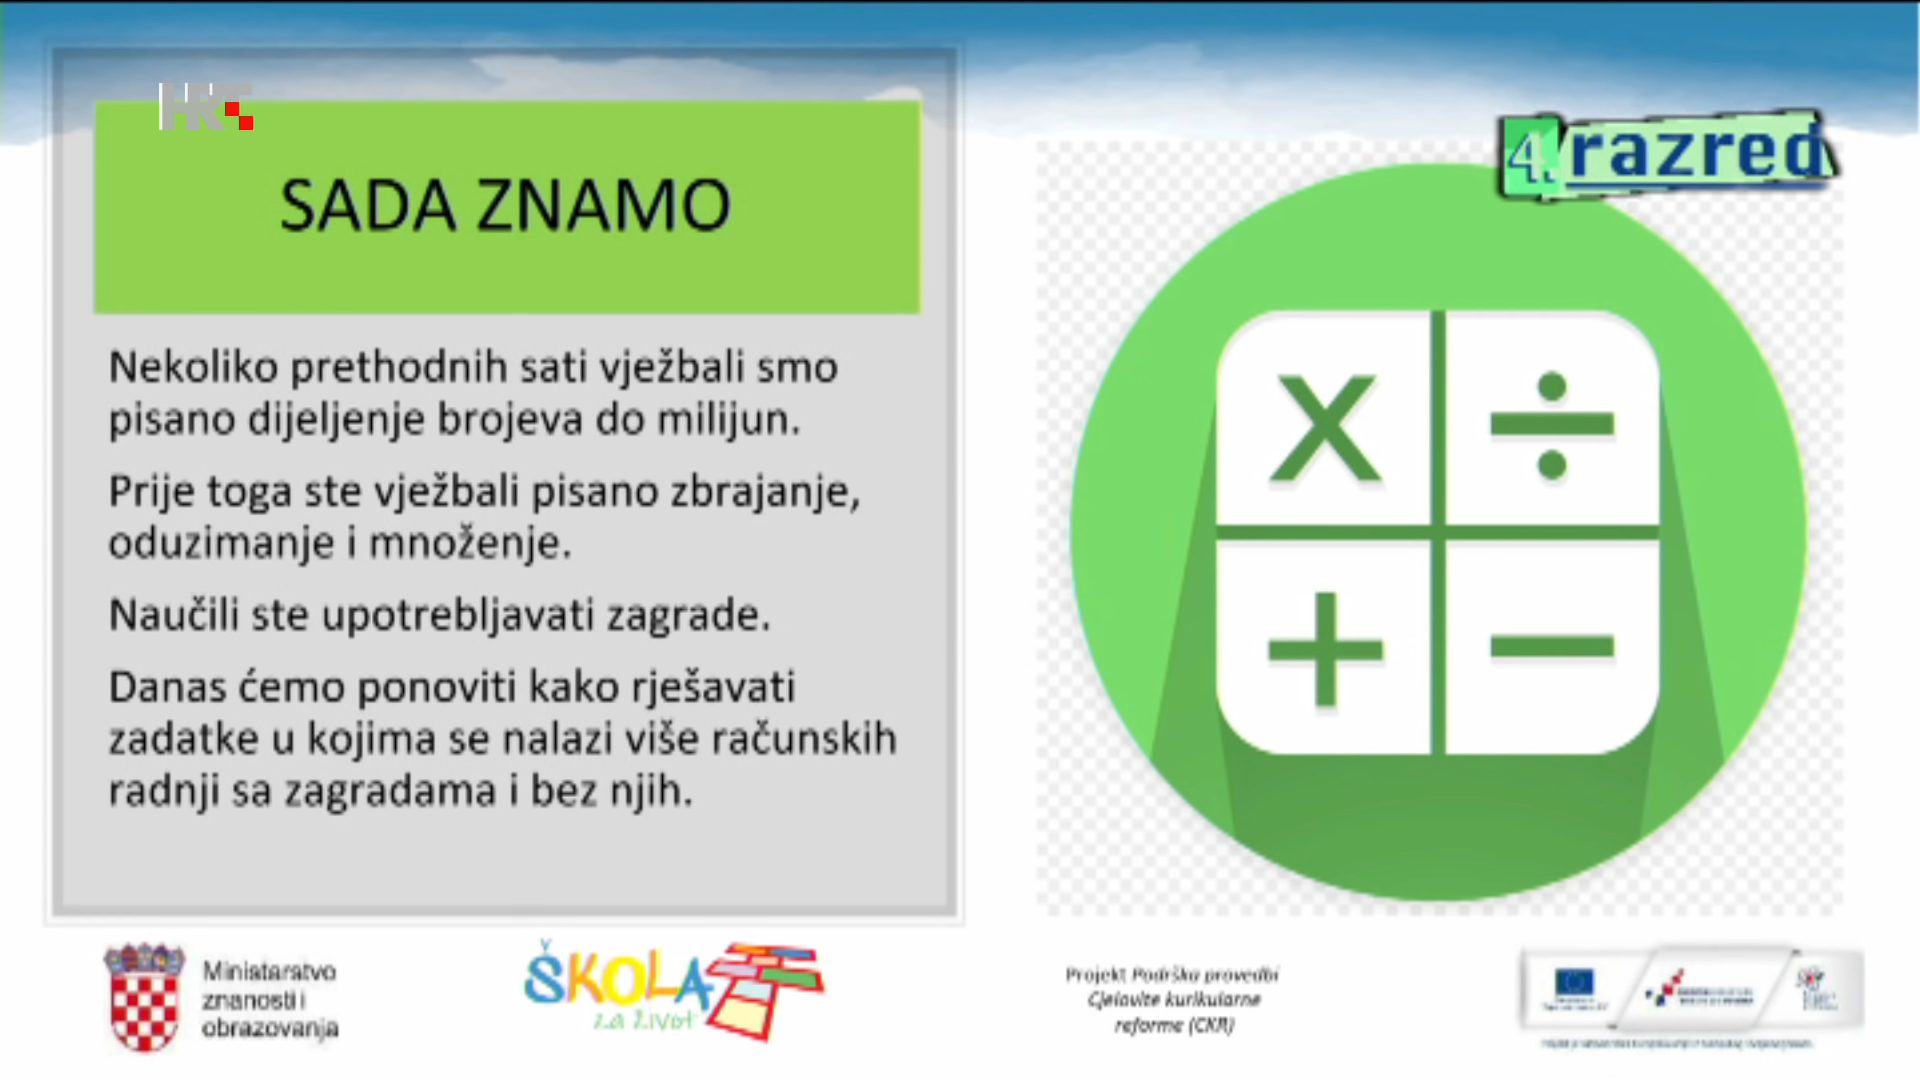 HRT
4. razred
SADA ZNAMO
Nekoliko prethodnih sati vježbali smo
pisano dijeljenje brojeva do milijun.
Prije toga ste vježbali pisano zbrajanje,
oduzimanje i množenje.
Naučili ste upotrebljavati zagrade.
Danas ćemo ponoviti kako rješavati
zadatke u kojima se nalazi više računskih
radnji sa zagradama i bez njih.
x ÷
+ −
Ministarstvo
znanosti i
obrazovanja
ŠKOLA
za život
Projekt Podrška provedbi
Cjelovite kurikularne
reforme (CKR)